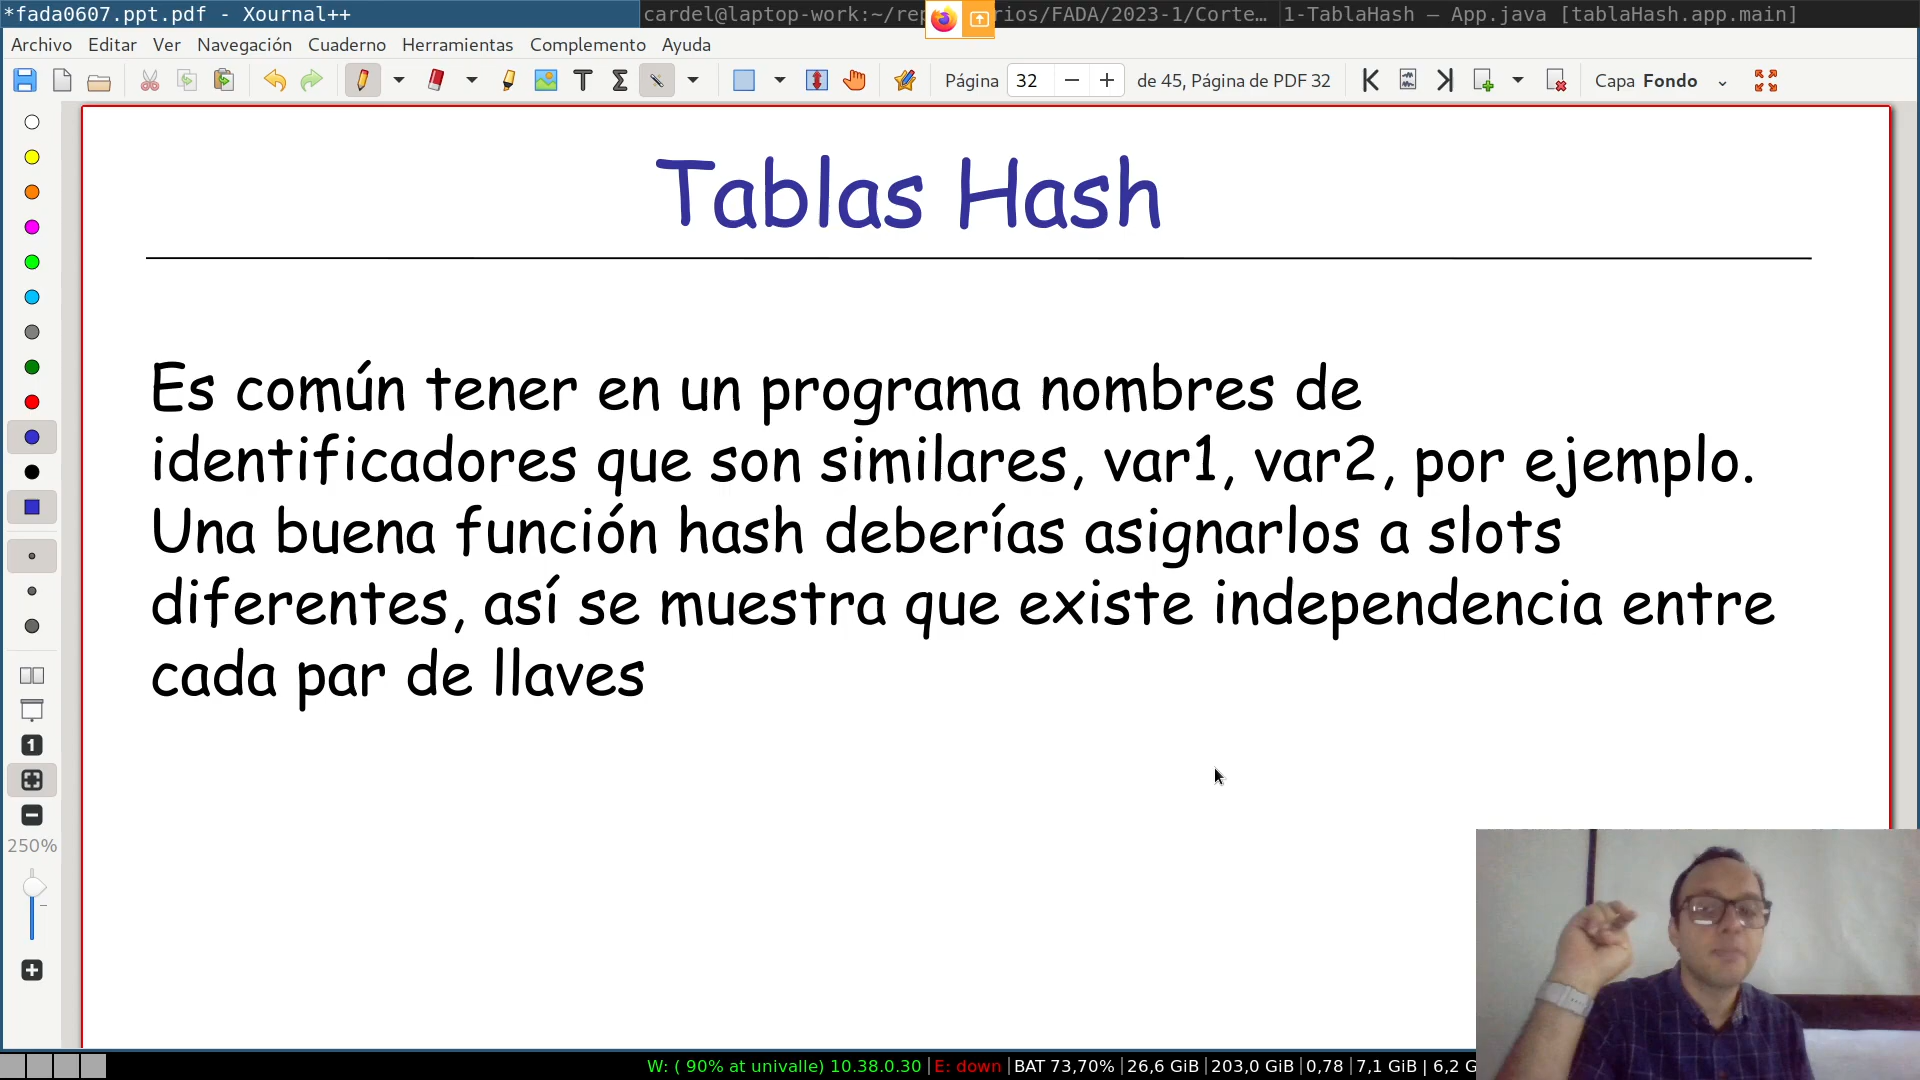 *fada0607.ppt.pdf - Xournal++
cardel@laptop-work:~/rep
rios/FADA/2023-1/Corte…
1-TablaHash – App.java [tablaHash.app.main]
Archivo Editar Ver Navegación Cuaderno Herramientas Complemento Ayuda
Página 32 de 45, Página de PDF 32 Capa Fondo
Tablas Hash
Es común tener en un programa nombres de
identificadores que son similares, var1, var2, por ejemplo.
Una buena función hash deberías asignarlos a slots
diferentes, así se muestra que existe independencia entre
cada par de llaves
1
250%
W: ( 90% at univalle) 10.38.0.30 | E: down | BAT 73,70% | 26,6 GiB | 203,0 GiB | 0,78 | 7,1 GiB | 6,2 G